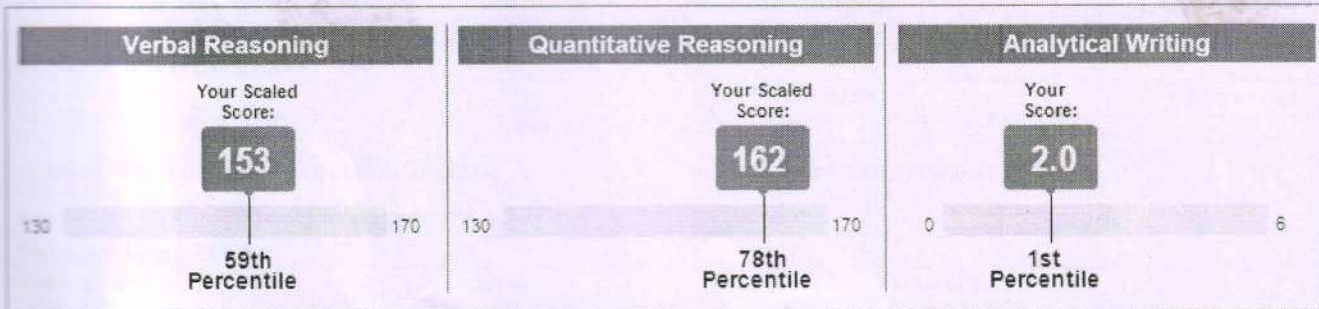 Verbal Reasoning
Your Scaled
Score:
153
130
170
59th
Percentile
Quantitative Reasoning
Your Scaled
Score:
162
130
170
78th
Percentile
Analytical Writing
Your
Score:
2.0
0
6
1st
Percentile